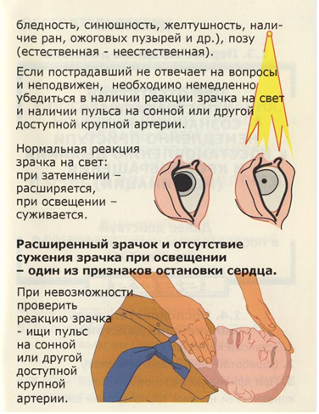 бледность, синюшность, желтушность, нали-
чие ран, ожоговых пузырей и др.), позу
(естественная - неестественная).
Если пострадавший не отвечает на вопросы
и неподвижен, необходимо немедленно
убедиться в наличии реакции зрачка на свет
и наличии пульса на сонной или другой
доступной крупной артерии.
Нормальная реакция
зрачка на свет:
при затемнении –
расширяется,
при освещении –
суживается.
Расширенный зрачок и отсутствие
сужения зрачка при освещении
– один из признаков остановки сердца.
При невозможности
проверить
реакцию зрачка
- ищи пульс
на сонной
или другой
доступной
крупной
артерии.